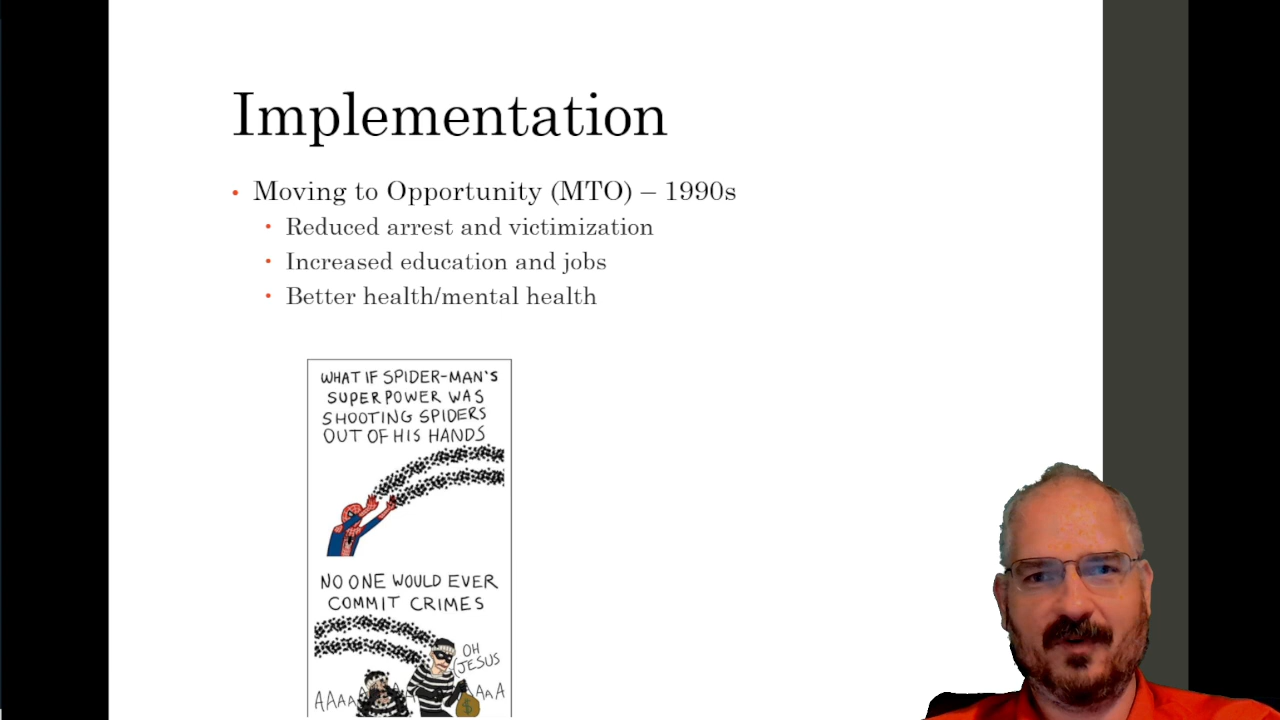 Implementation
• Moving to Opportunity (MTO) – 1990s
• Reduced arrest and victimization
• Increased education and jobs
• Better health/mental health
WHAT IF SPIDER-MAN'S
SUPERPOWER WAS
SHOOTING SPIDERS
OUT OF HIS HANDS
NO ONE WOULD EVER
COMMIT CRIMES
OH
JESUS
AAAA
AAA
$